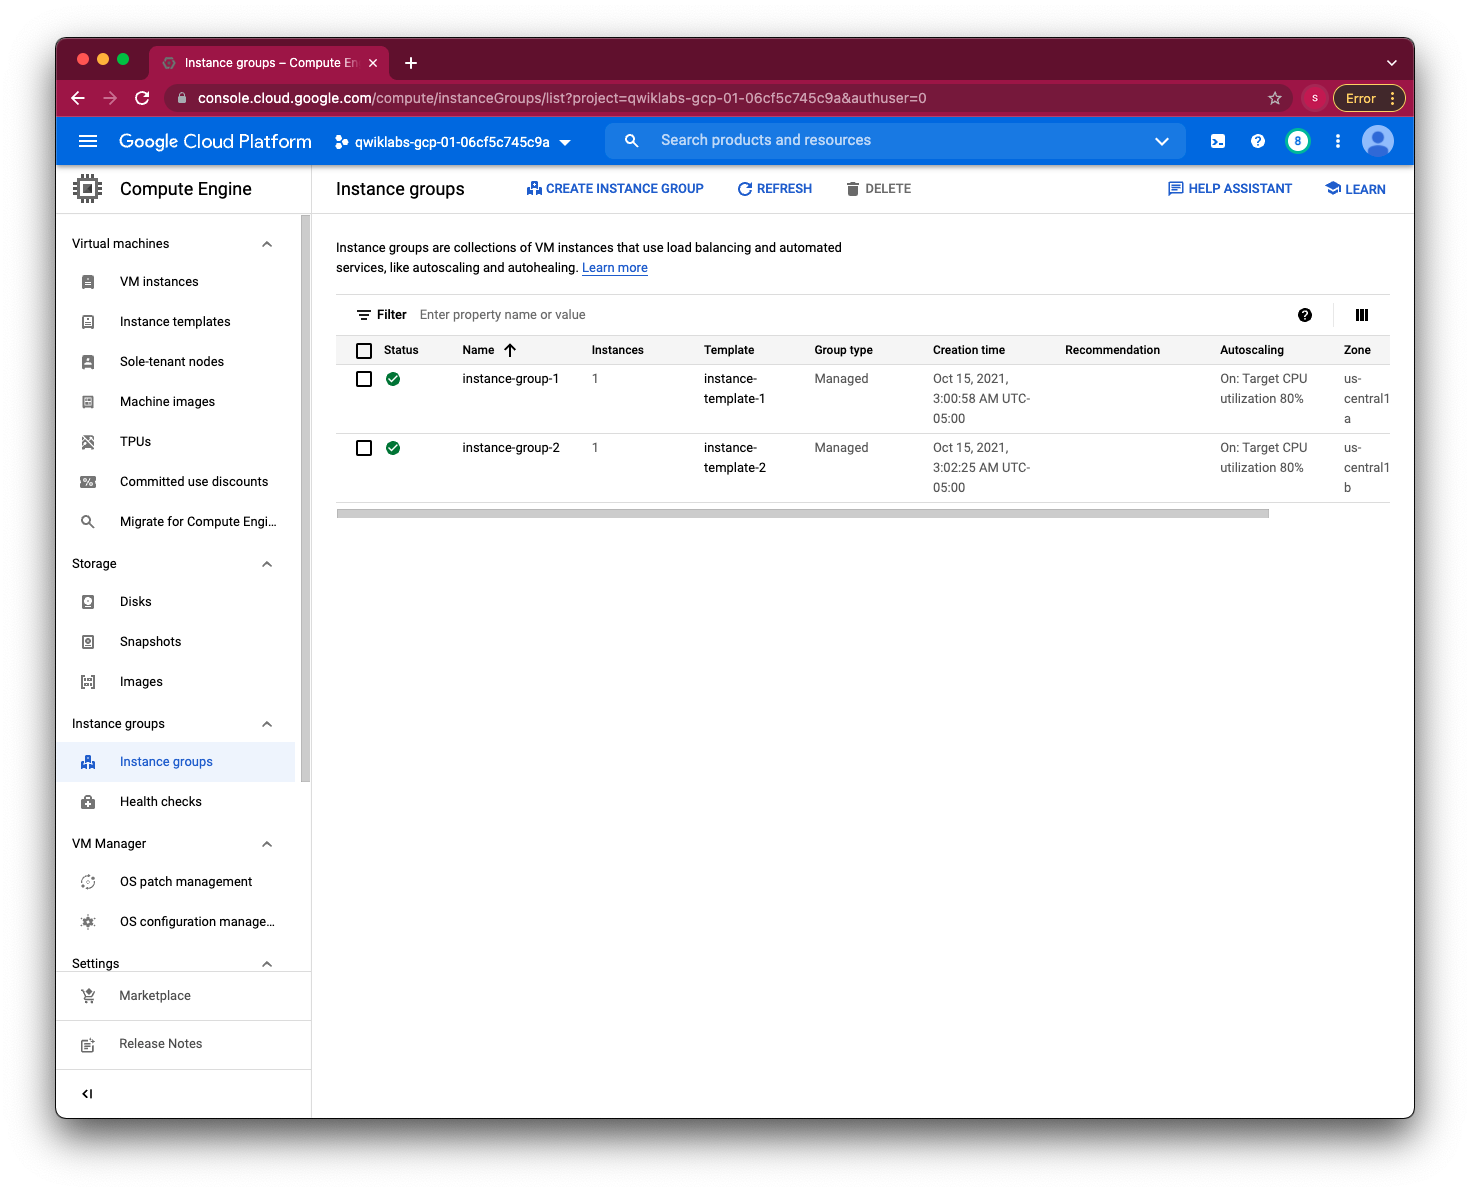 Instance groups – Compute En
console.cloud.google.com/compute/instanceGroups/list?project=qwiklabs-gcp-01-06cf5c745c9a&authuser=0
S
Error
Google Cloud Platform
qwiklabs-gcp-01-06cf5c745c9a
Search products and resources
8
Compute Engine
Virtual machines
VM instances
Instance templates
Sole-tenant nodes
Machine images
TPUs
Committed use discounts
Migrate for Compute Engi...
Storage
Disks
Snapshots
Images
Instance groups
Instance groups
Health checks
VM Manager
OS patch management
OS configuration manage...
Settings
Marketplace
Release Notes
Instance groups
CREATE INSTANCE GROUP
REFRESH
DELETE
HELP ASSISTANT
LEARN
Instance groups are collections of VM instances that use load balancing and automated
services, like autoscaling and autohealing. Learn more
Filter Enter property name or value
Status Name Instances Template Group type Creation time Recommendation Autoscaling Zone
instance-group-1 1 instance- Managed Oct 15, 2021, On: Target CPU us-
template-1 3:00:58 AM UTC- utilization 80% central1
05:00 a
instance-group-2 1 instance- Managed Oct 15, 2021, On: Target CPU us-
template-2 3:02:25 AM UTC- utilization 80% central1
05:00 b